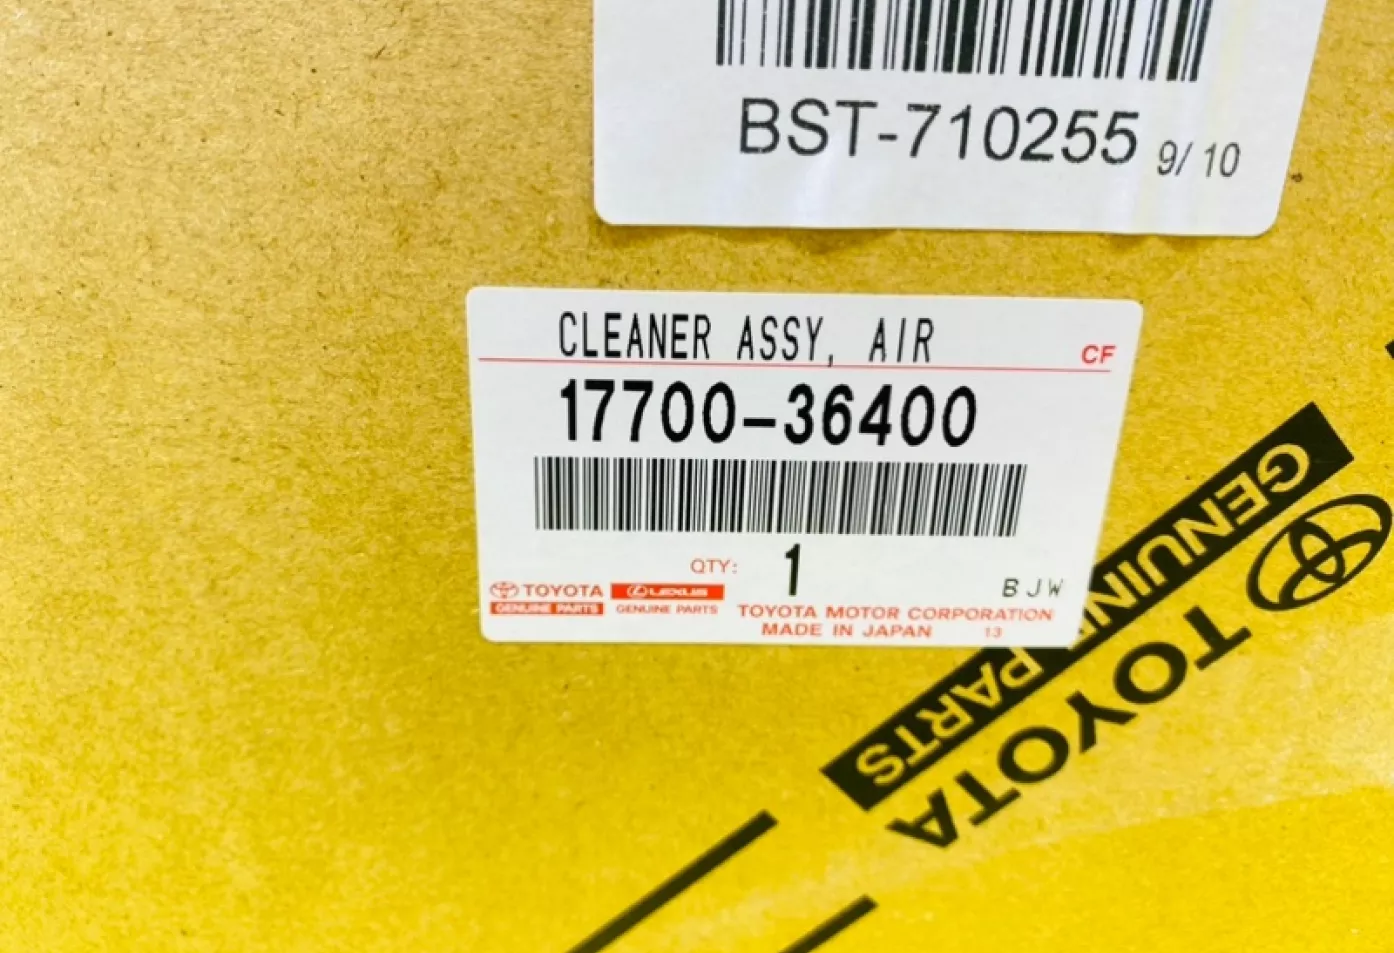 BST-710255 9/10
CLEANER ASSY, AIR
CF
17700-36400
QTY: 1
BJW
TOYOTA LEXUS
GENUINE PARTS GENUINE PARTS
TOYOTA MOTOR CORPORATION
MADE IN JAPAN 13
GENUINE PARTS
TOYOTA